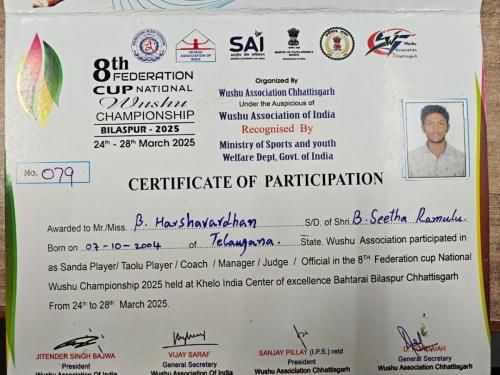 WUSHU
ASSOCIATION OF
INDIA
SAI
Wushu
Association
Chhattisgarh
8th FEDERATION
CUP NATIONAL
Wushu
CHAMPIONSHIP
BILASPUR - 2025
24th - 28th March 2025
Organized By
Wushu Association Chhattisgarh
Under the Auspicious of
Wushu Association of India
Recognised By
Ministry of Sports and youth
Welfare Dept, Govt. of India
No. 079
CERTIFICATE OF PARTICIPATION
Awarded to Mr./Miss. B. Harshavardhan S/D. of Shri. B. Seetha Ramulu.
Born on 07-10-2004 of Telangana. State. Wushu Association participated in
as Sanda Player/ Taolu Player / Coach / Manager / Judge / Official in the 8TH Federation cup National
Wushu Championship 2025 held at Khelo India Center of excellence Bahtarai Bilaspur Chhattisgarh
From 24th to 28th March 2025.
JITENDER SINGH BAJWA
President
VIJAY SARAF
General Secretary
Wushu Association Of India
SANJAY PILLAY (I.P.S.) retd
President
General Secretary